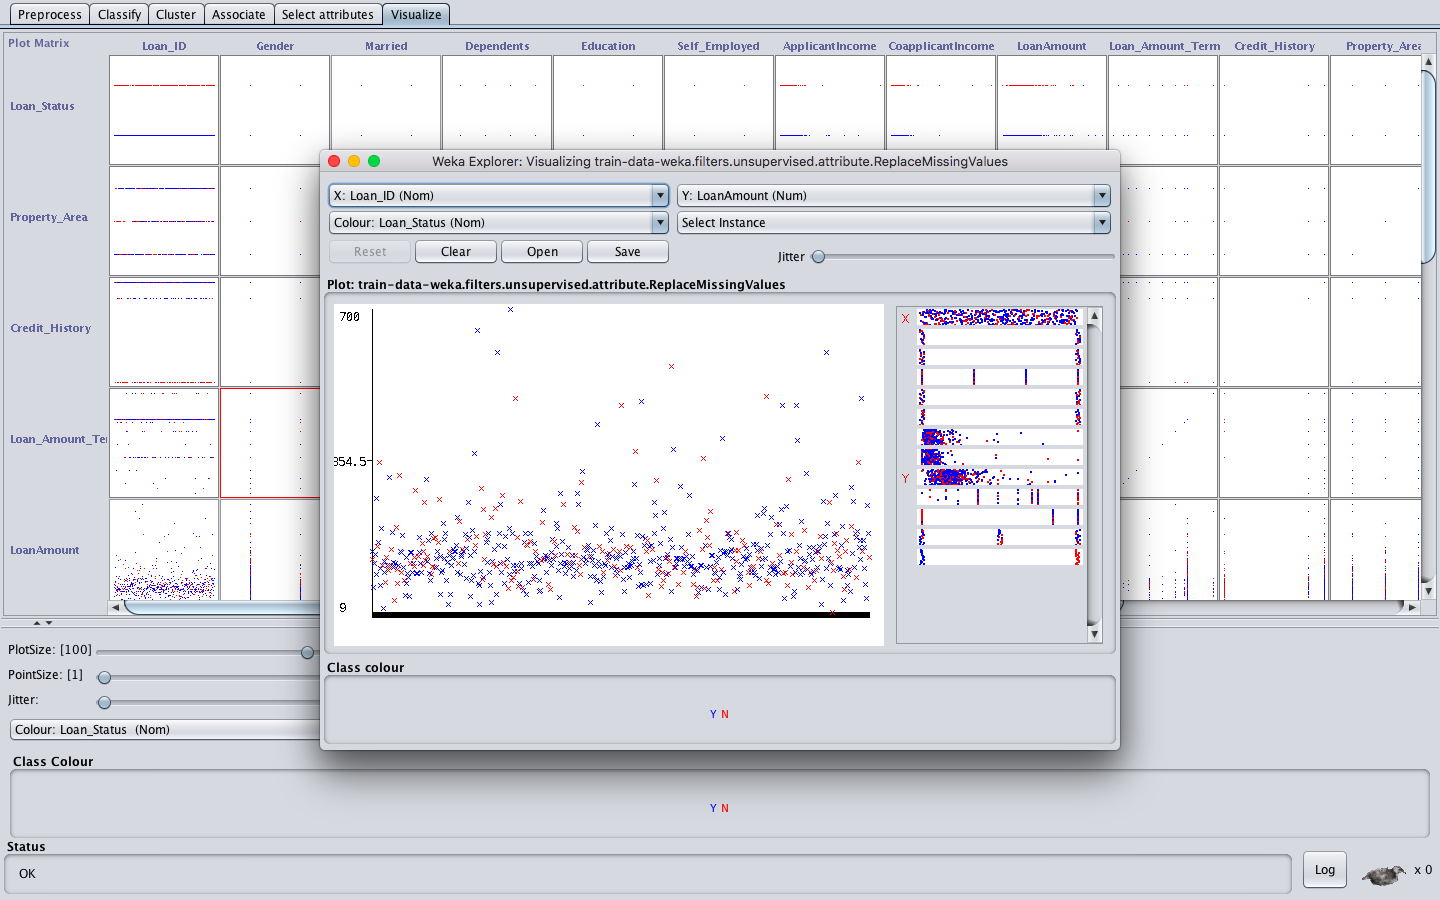 Preprocess Classify Cluster Associate Select attributes Visualize
Plot Matrix Loan_ID Gender Married Dependents Education Self_Employed ApplicantIncome CoapplicantIncome LoanAmount Loan_Amount_Term Credit_History Property_Area
Loan_Status
Weka Explorer: Visualizing train-data-weka.filters.unsupervised.attribute.ReplaceMissingValues
X: Loan_ID (Nom) Y: LoanAmount (Num)
Colour: Loan_Status (Nom) Select Instance
Reset Clear Open Save Jitter
Plot: train-data-weka.filters.unsupervised.attribute.ReplaceMissingValues
700
X
354.5
Y
9
Class colour
Y N
Property_Area
Credit_History
Loan_Amount_Te
LoanAmount
PlotSize: [100]
PointSize: [1]
Jitter:
Colour: Loan_Status (Nom)
Class Colour
Y N
Status
OK
Log x 0